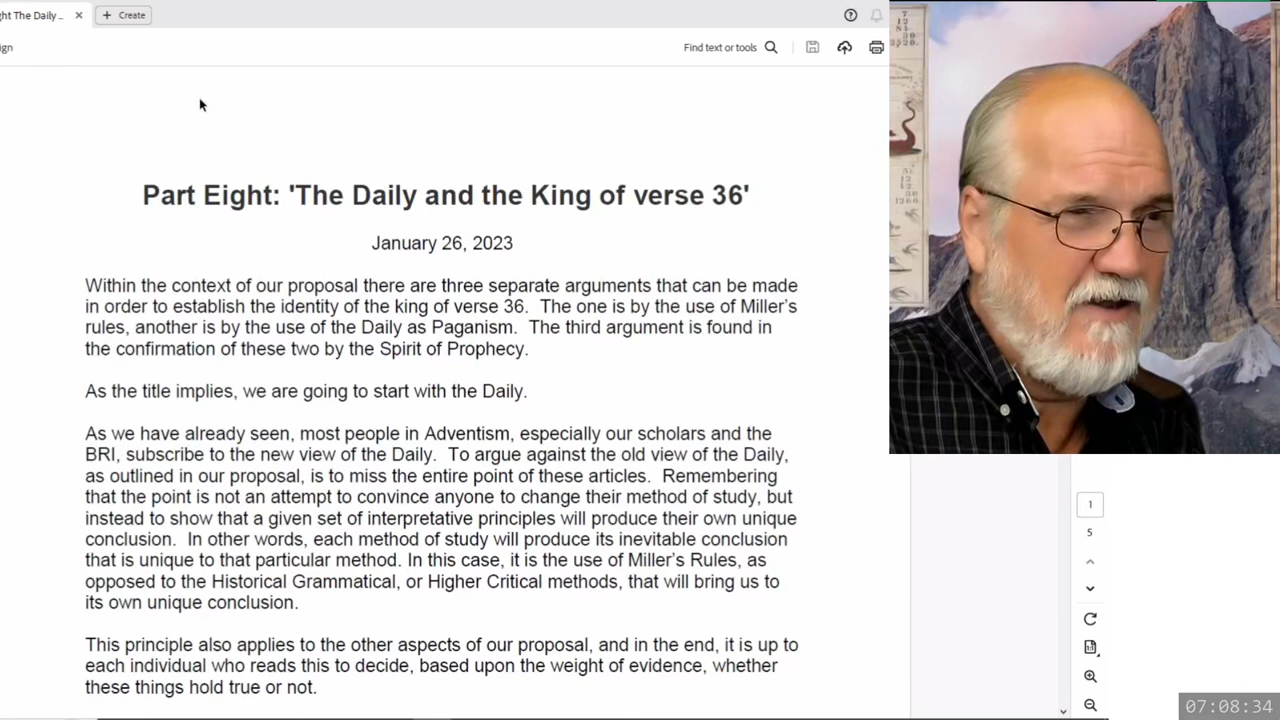 ght The Daily ..
Create
gn
Find text or tools
Part Eight: 'The Daily and the King of verse 36'
January 26, 2023
Within the context of our proposal there are three separate arguments that can be made
in order to establish the identity of the king of verse 36.  The one is by the use of Miller's
rules, another is by the use of the Daily as Paganism.  The third argument is found in
the confirmation of these two by the Spirit of Prophecy.
As the title implies, we are going to start with the Daily.
As we have already seen, most people in Adventism, especially our scholars and the
BRI, subscribe to the new view of the Daily.  To argue against the old view of the Daily,
as outlined in our proposal, is to miss the entire point of these articles.  Remembering
that the point is not an attempt to convince anyone to change their method of study, but
instead to show that a given set of interpretative principles will produce their own unique
conclusion.  In other words, each method of study will produce its inevitable conclusion
that is unique to that particular method. In this case, it is the use of Miller's Rules, as
opposed to the Historical Grammatical, or Higher Critical methods, that will bring us to
its own unique conclusion.
This principle also applies to the other aspects of our proposal, and in the end, it is up to
each individual who reads this to decide, based upon the weight of evidence, whether
these things hold true or not.
1
5
07:08:34